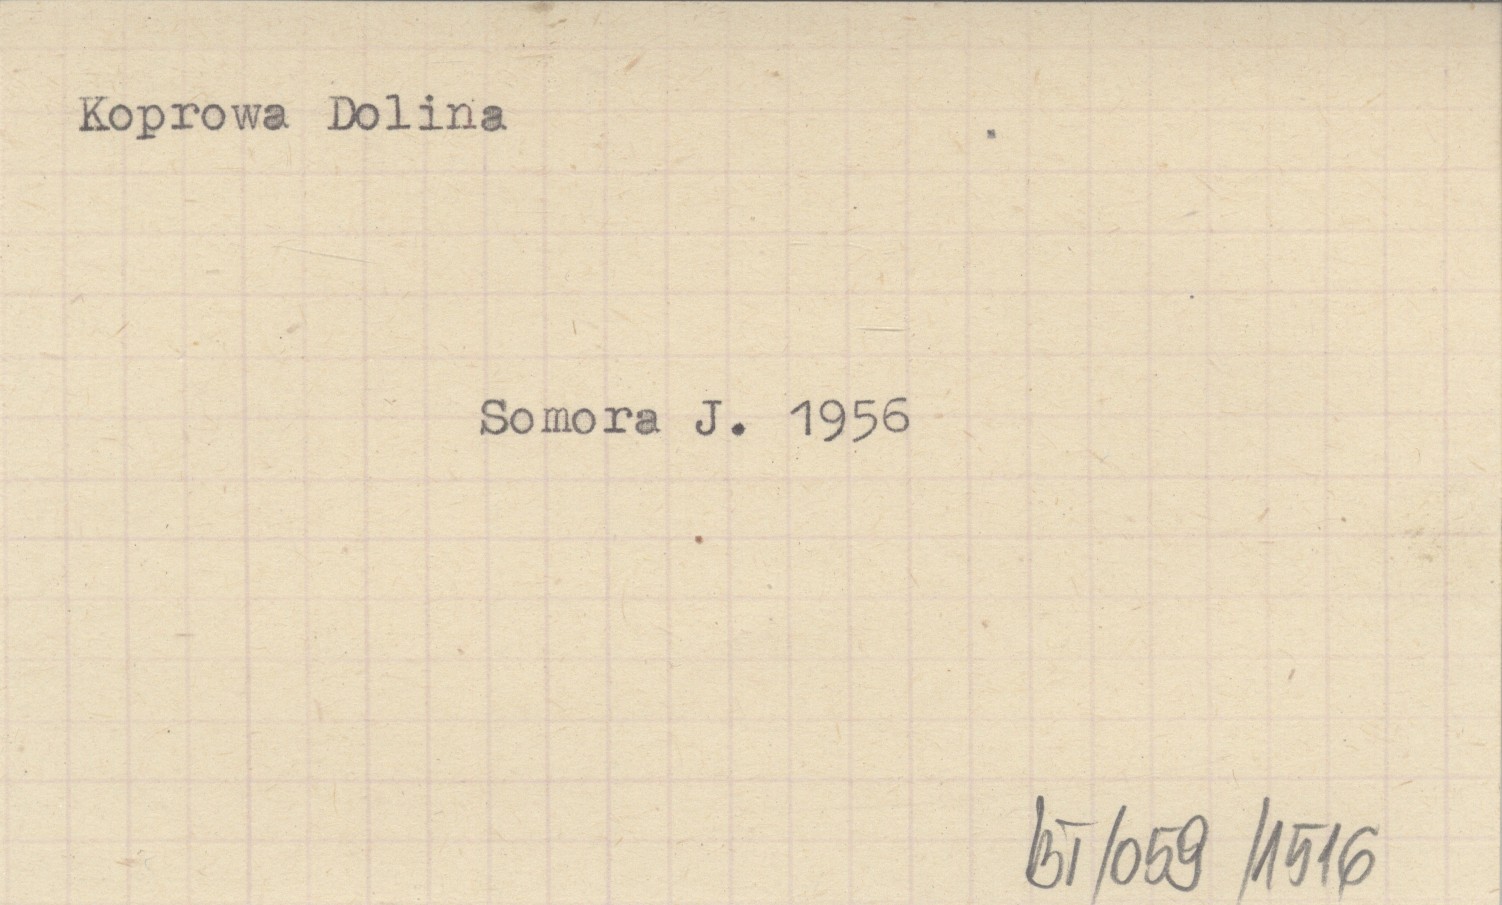 Koprowa Dolina
Somora J. 1956
BT/059 /1516